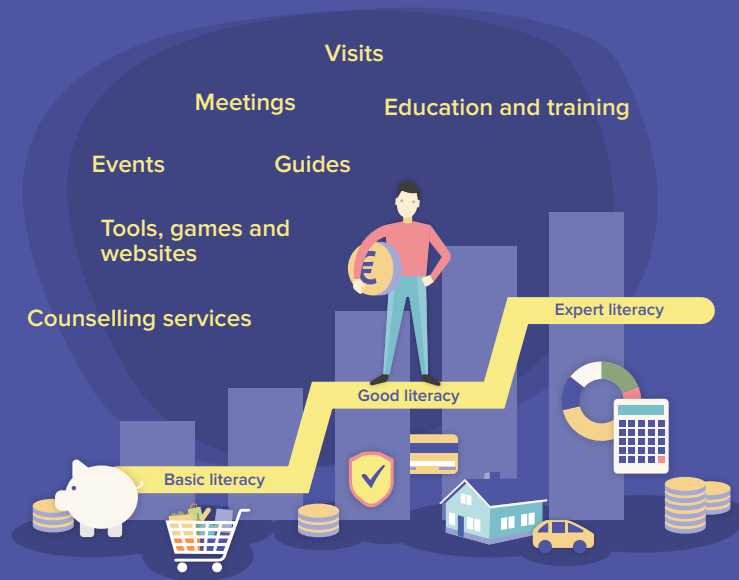 Visits
Meetings
Education and training
Events
Guides
Tools, games and
websites
Counselling services
€
Expert literacy
Good literacy
Basic literacy